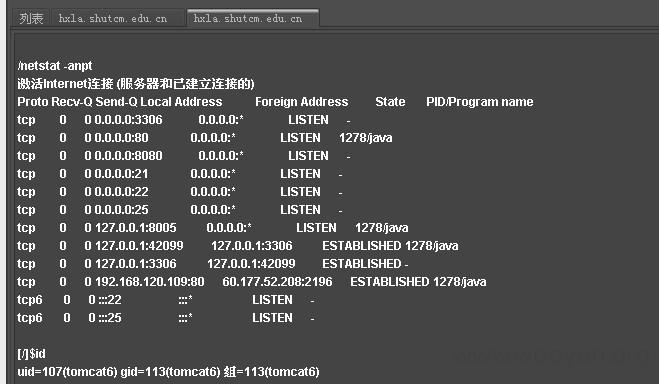 列表 hxla.shutcm.edu.cn hxla.shutcm.edu.cn
/netstat -anpt
激活Internet连接 (服务器和已建立连接的)
Proto Recv-Q Send-Q Local Address Foreign Address State PID/Program name
tcp 0 0 0.0.0.0:3306 0.0.0.0:* LISTEN -
tcp 0 0 0.0.0.0:80 0.0.0.0:* LISTEN 1278/java
tcp 0 0 0.0.0.0:8080 0.0.0.0:* LISTEN -
tcp 0 0 0.0.0.0:21 0.0.0.0:* LISTEN -
tcp 0 0 0.0.0.0:22 0.0.0.0:* LISTEN -
tcp 0 0 0.0.0.0:25 0.0.0.0:* LISTEN -
tcp 0 0 127.0.0.1:8005 0.0.0.0:* LISTEN 1278/java
tcp 0 0 127.0.0.1:42099 127.0.0.1:3306 ESTABLISHED 1278/java
tcp 0 0 127.0.0.1:3306 127.0.0.1:42099 ESTABLISHED -
tcp 0 0 192.168.120.109:80 60.177.52.208:2196 ESTABLISHED 1278/java
tcp6 0 0 :::22 :::* LISTEN -
tcp6 0 0 :::25 :::* LISTEN -
[/]$id
uid=107(tomcat6) gid=113(tomcat6) 組=113(tomcat6)